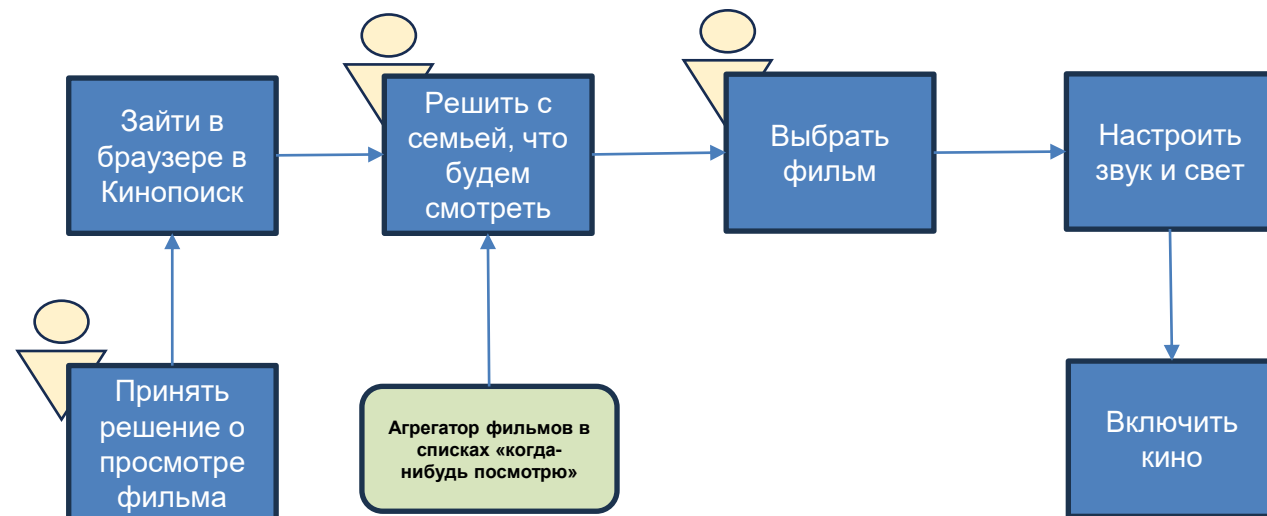 Зайти в
браузере в
Кинопоиск
Решить с
семьей, что
будем
смотреть
Выбрать
фильм
Настроить
звук и свет
Принять
решение о
просмотре
фильма
Агрегатор фильмов в
списках «когда-
нибудь посмотрю»
Включить
кино